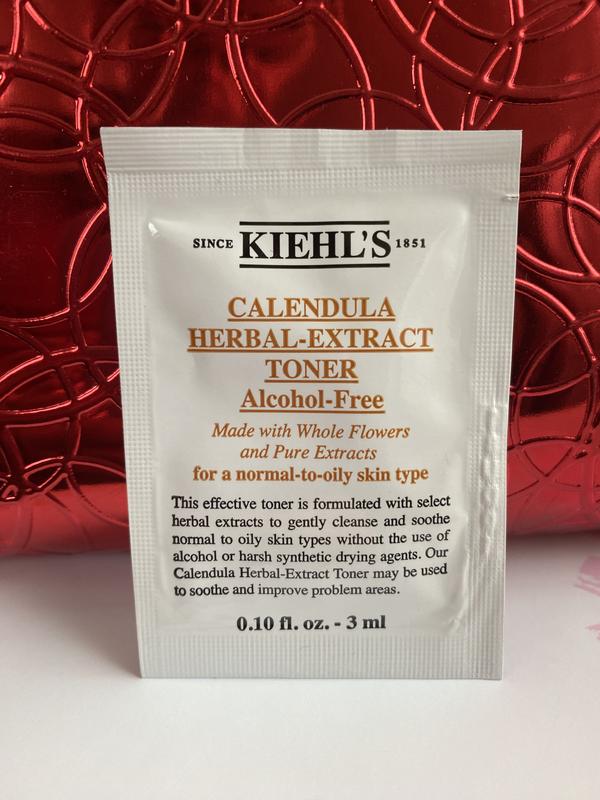 SINCE KIEHL'S 1851
CALENDULA
HERBAL-EXTRACT
TONER
Alcohol-Free
Made with Whole Flowers
and Pure Extracts
for a normal-to-oily skin type
This effective toner is formulated with select
herbal extracts to gently cleanse and soothe
normal to oily skin types without the use of
alcohol or harsh synthetic drying agents. Our
Calendula Herbal-Extract Toner may be used
to soothe and improve problem areas.
0.10 fl. oz. - 3 ml